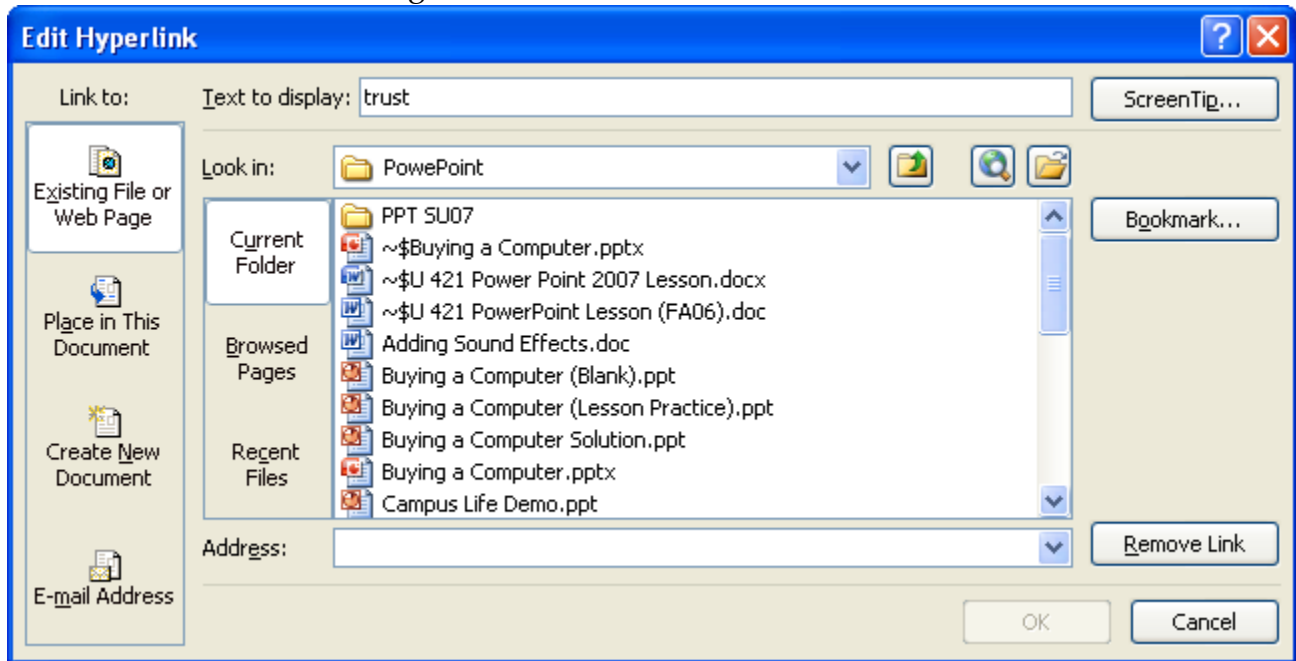 Edit Hyperlink
Link to:
Text to display: trust
ScreenTip...
Existing File or
Web Page
Look in: PowePoint
Current
Folder
PPT SU07
~$Buying a Computer.pptx
~$U 421 Power Point 2007 Lesson.docx
~$U 421 PowerPoint Lesson (FA06).doc
Adding Sound Effects.doc
Buying a Computer (Blank).ppt
Buying a Computer (Lesson Practice).ppt
Buying a Computer Solution.ppt
Buying a Computer.pptx
Campus Life Demo.ppt
Bookmark...
Place in This
Document
Browsed
Pages
Create New
Document
Recent
Files
Address:
Remove Link
E-mail Address
OK
Cancel